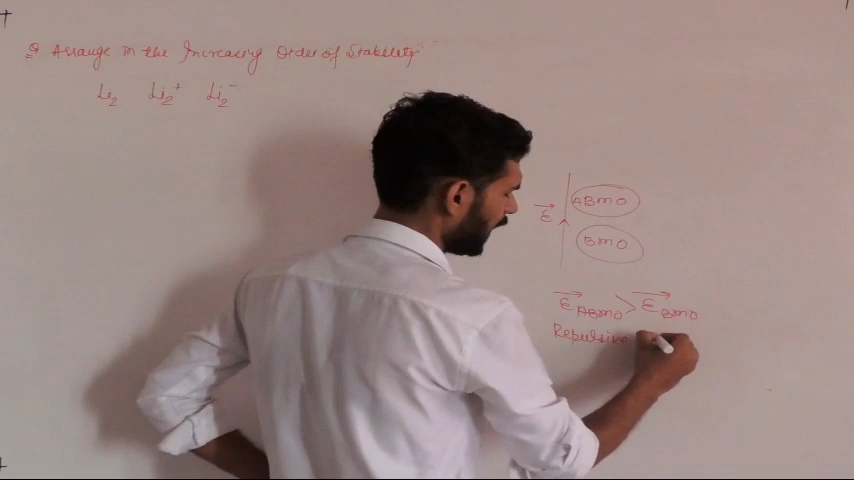 Q Arrange in the Increasing Order of Stability
Li₂ Li₂⁺ Li₂⁻
ABMO
E
BMO
E ABMO > E BMO
Repulsive